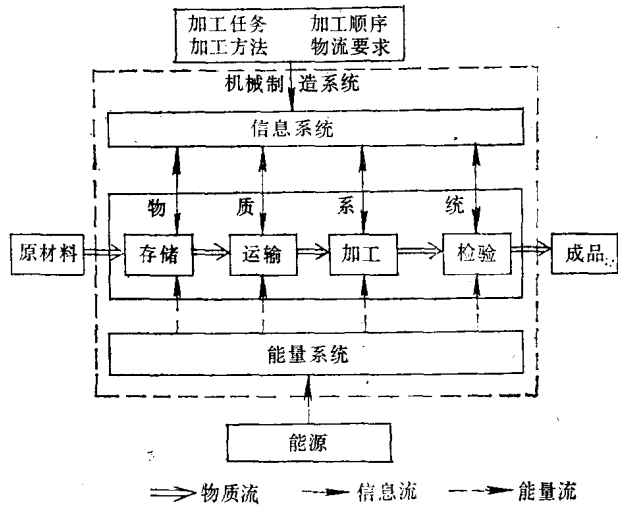 加工任务 加工顺序
加工方法 物流要求
机械制造系统
信息系统
物 质 系 统
原材料 存储 运输 加工 检验 成品
能量系统
能源
物质流 信息流 能量流